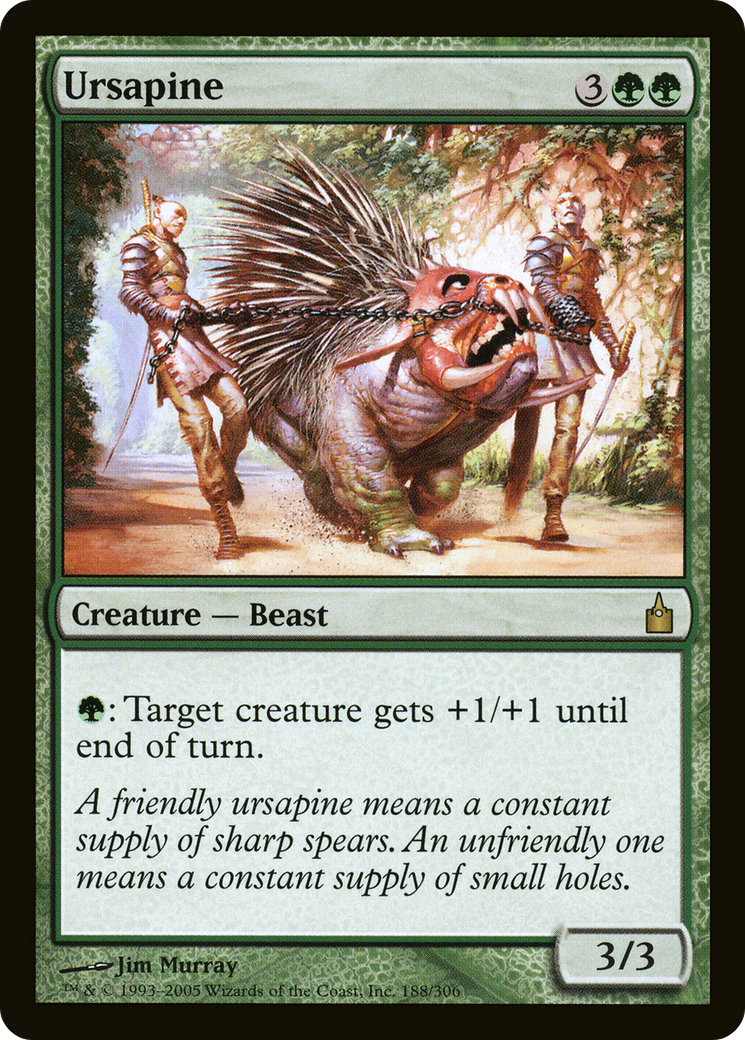 Ursapine 3
Creature — Beast
: Target creature gets +1/+1 until
end of turn.
A friendly ursapine means a constant
supply of sharp spears. An unfriendly one
means a constant supply of small holes.
3/3
Jim Murray
™ & © 1993–2005 Wizards of the Coast, Inc. 188/306